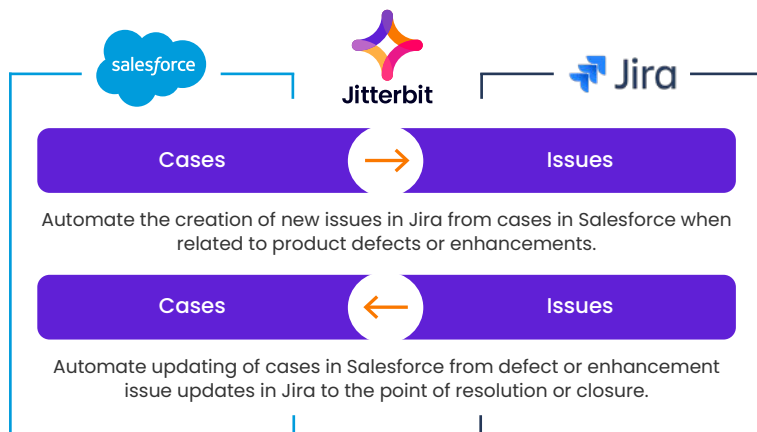 salesforce
Jitterbit
Jira
Cases
Issues
Automate the creation of new issues in Jira from cases in Salesforce when
related to product defects or enhancements.
Cases
Issues
Automate updating of cases in Salesforce from defect or enhancement
issue updates in Jira to the point of resolution or closure.